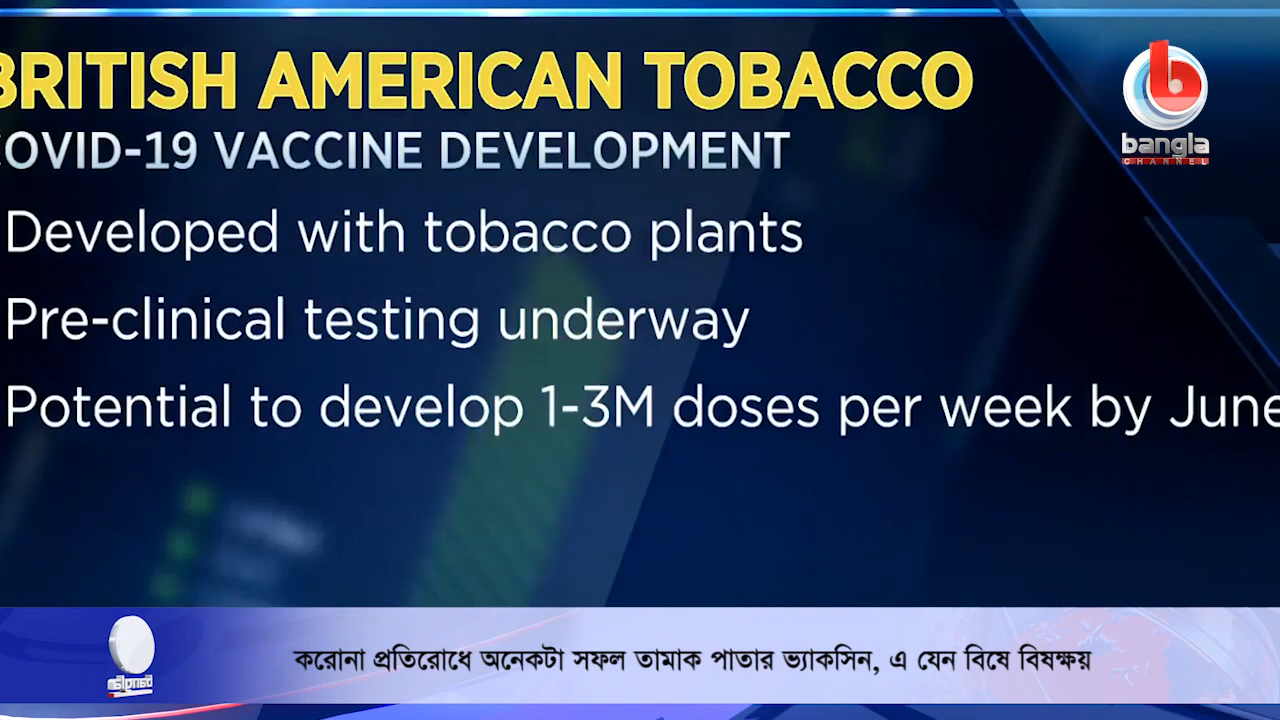 BRITISH AMERICAN TOBACCO
COVID-19 VACCINE DEVELOPMENT
Developed with tobacco plants
Pre-clinical testing underway
Potential to develop 1-3M doses per week by June
b
bangla
CHANNEL
করোনা প্রতিরোধে অনেকটা সফল তামাক পাতার ভ্যাকসিন, এ যেন বিষে বিষক্ষয়